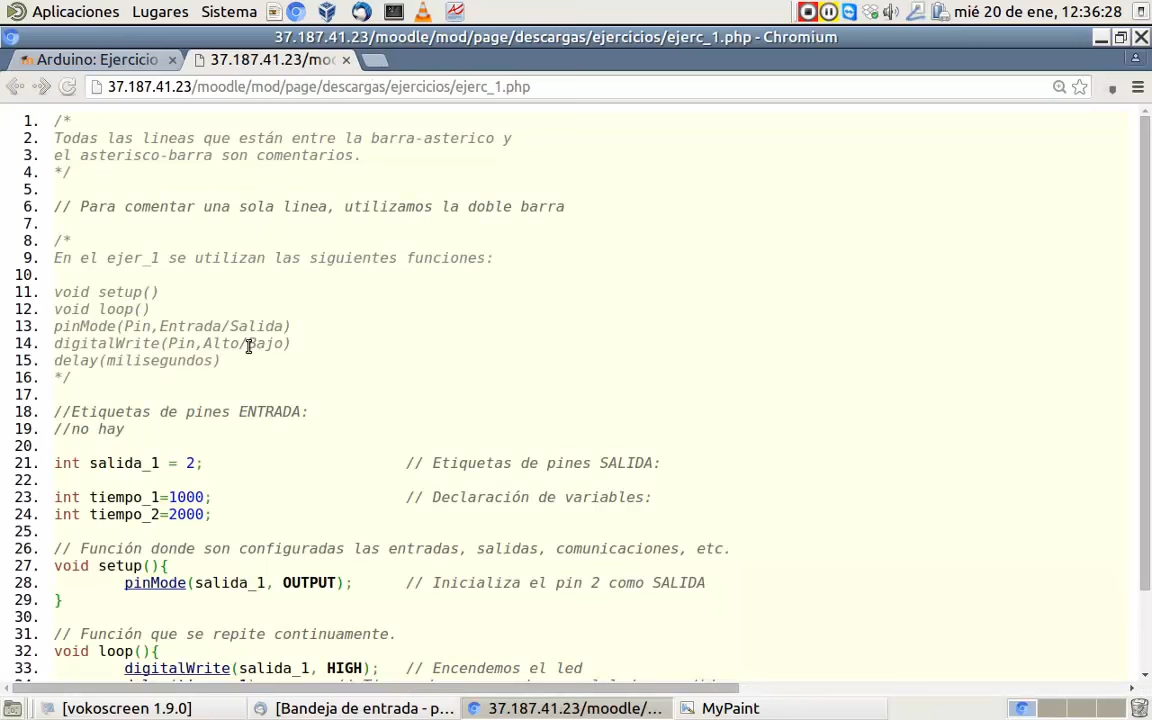 Aplicaciones Lugares Sistema mié 20 de ene, 12:36:28
37.187.41.23/moodle/mod/page/descargas/ejercicios/ejerc_1.php - Chromium
Arduino: Ejercicio × 37.187.41.23/moo ×
37.187.41.23/moodle/mod/page/descargas/ejercicios/ejerc_1.php
1. /*
2. Todas las lineas que están entre la barra-asterico y
3. el asterisco-barra son comentarios.
4. */
5.
6. // Para comentar una sola linea, utilizamos la doble barra
7.
8. /*
9. En el ejer_1 se utilizan las siguientes funciones:
10.
11. void setup()
12. void loop()
13. pinMode(Pin,Entrada/Salida)
14. digitalWrite(Pin,Alto/Bajo)
15. delay(milisegundos)
16. */
17.
18. //Etiquetas de pines ENTRADA:
19. //no hay
20.
21. int salida_1 = 2; // Etiquetas de pines SALIDA:
22.
23. int tiempo_1=1000; // Declaración de variables:
24. int tiempo_2=2000;
25.
26. // Función donde son configuradas las entradas, salidas, comunicaciones, etc.
27. void setup(){
28. pinMode(salida_1, OUTPUT); // Inicializa el pin 2 como SALIDA
29. }
30.
31. // Función que se repite continuamente.
32. void loop(){
33. digitalWrite(salida_1, HIGH); // Encendemos el led
[vokoscreen 1.9.0] [Bandeja de entrada - p... 37.187.41.23/moodle/... MyPaint